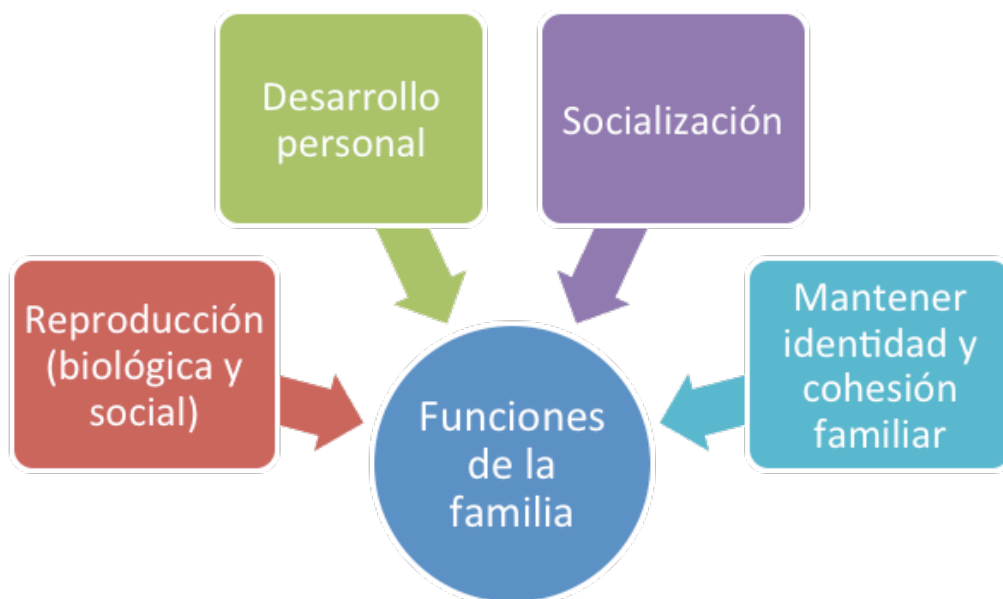 Desarrollo
personal
Socialización
Reproducción
(biológica y
social)
Mantener
identidad y
cohesión
familiar
Funciones
de la
familia